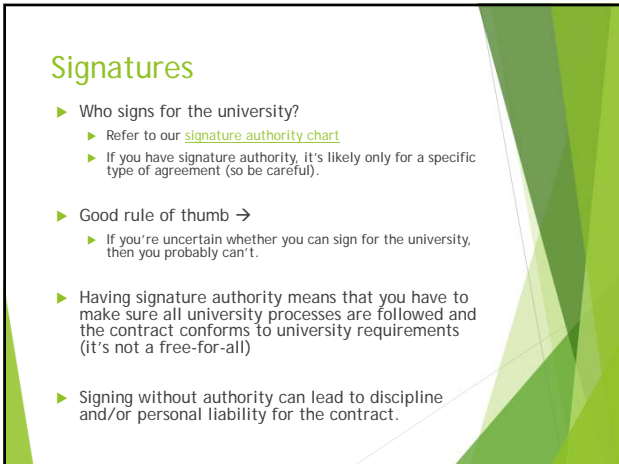 Signatures
Who signs for the university?
Refer to our signature authority chart
If you have signature authority, it's likely only for a specific
type of agreement (so be careful).
Good rule of thumb →
If you're uncertain whether you can sign for the university,
then you probably can't.
Having signature authority means that you have to
make sure all university processes are followed and
the contract conforms to university requirements
(it's not a free-for-all)
Signing without authority can lead to discipline
and/or personal liability for the contract.